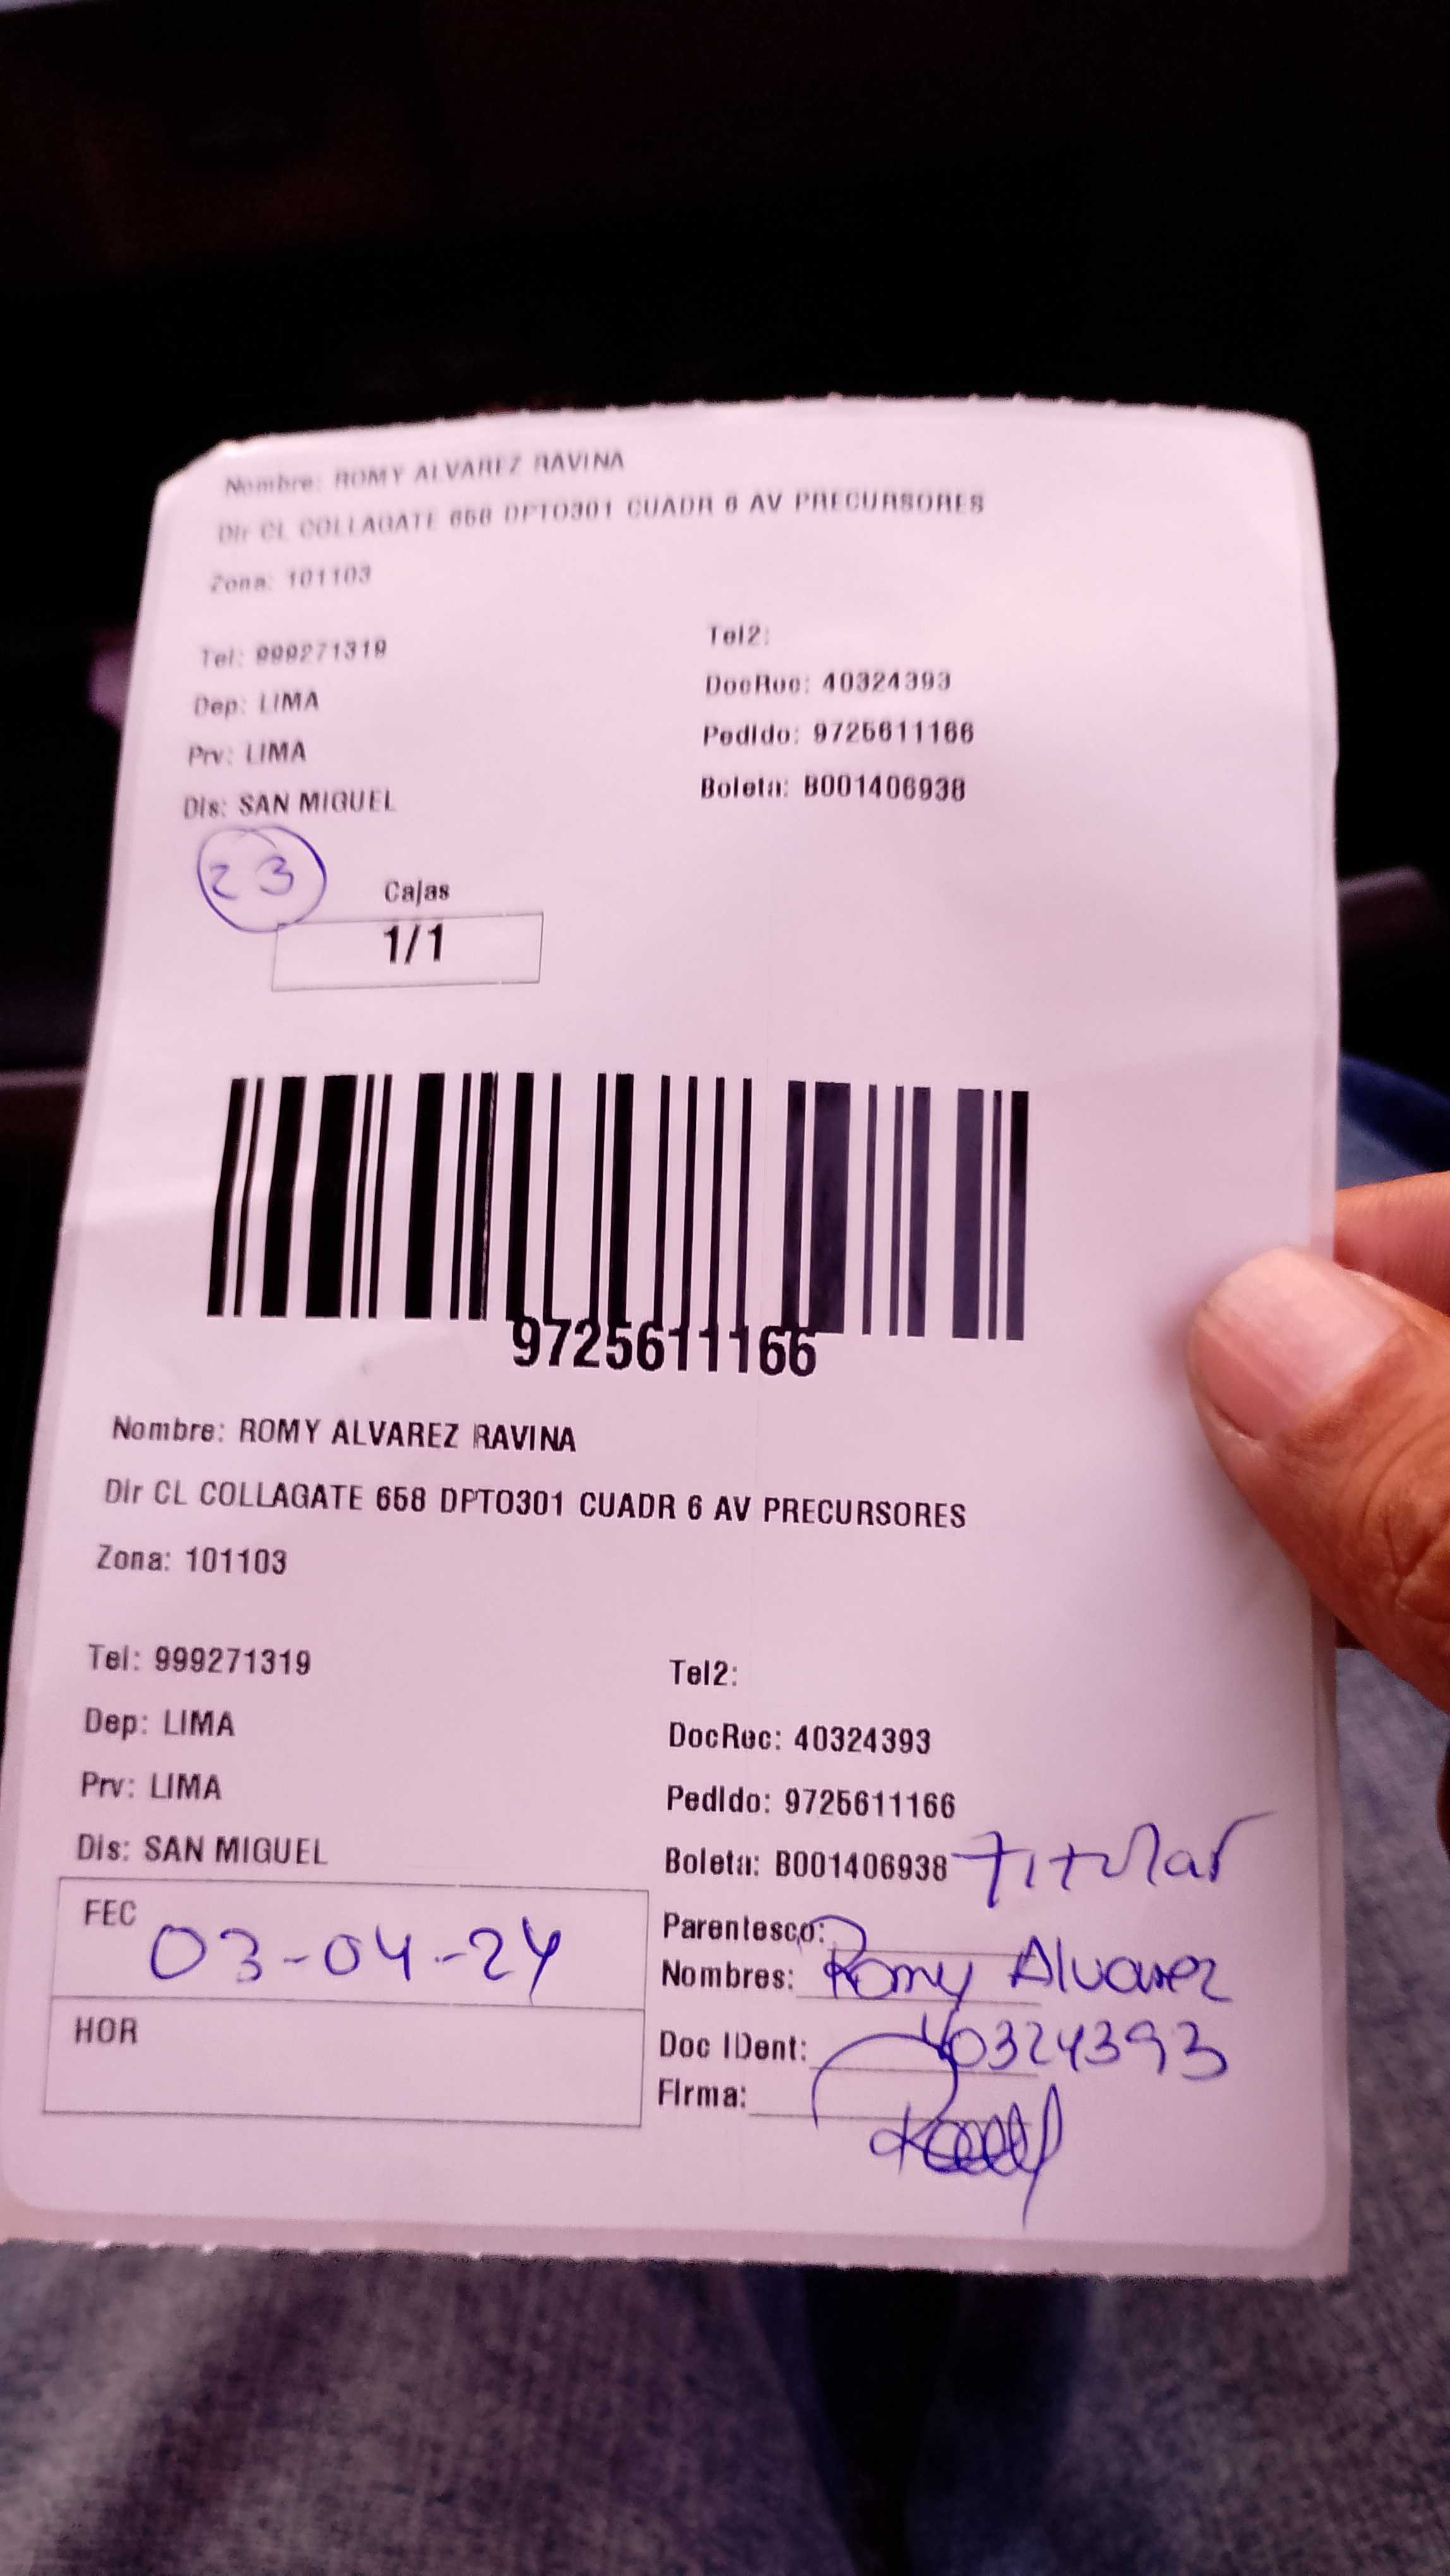 Nombre: ROMY ALVAREZ RAVINA
Dir CL COLLAGATE 658 DPTO301 CUADR 6 AV PRECURSORES
Zona: 101103
Tel: 999271319
Tel2:
Dep: LIMA
DocRec: 40324393
Prv: LIMA
Pedido: 9725611166
Dis: SAN MIGUEL
Boleta: B001406938
23
Cajas
1/1
9725611166
Nombre: ROMY ALVAREZ RAVINA
Dir CL COLLAGATE 658 DPTO301 CUADR 6 AV PRECURSORES
Zona: 101103
Tel: 999271319
Tel2:
Dep: LIMA
DocRec: 40324393
Prv: LIMA
Pedido: 9725611166
Dis: SAN MIGUEL
Boleta: B001406938 Titular
FEC 03-04-24
Parentesco:
Nombres: Romy Alvarez
HOR
Doc IDent: 40324393
Firma: